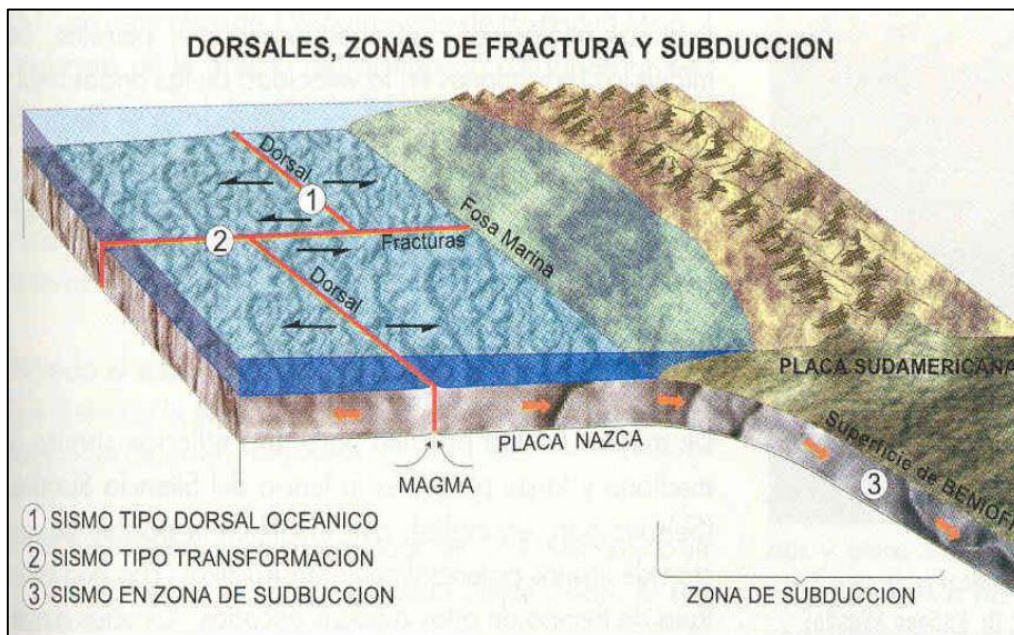 DORSALES, ZONAS DE FRACTURA Y SUBDUCCION
Dorsal
1
2
Fracturas
Fosa Marina
Dorsal
PLACA SUDAMERICANA
Superficie de BENIOFF
3
PLACA NAZCA
MAGMA
1 SISMO TIPO DORSAL OCEANICO
2 SISMO TIPO TRANSFORMACION
3 SISMO EN ZONA DE SUDBUCCION
ZONA DE SUBDUCCION